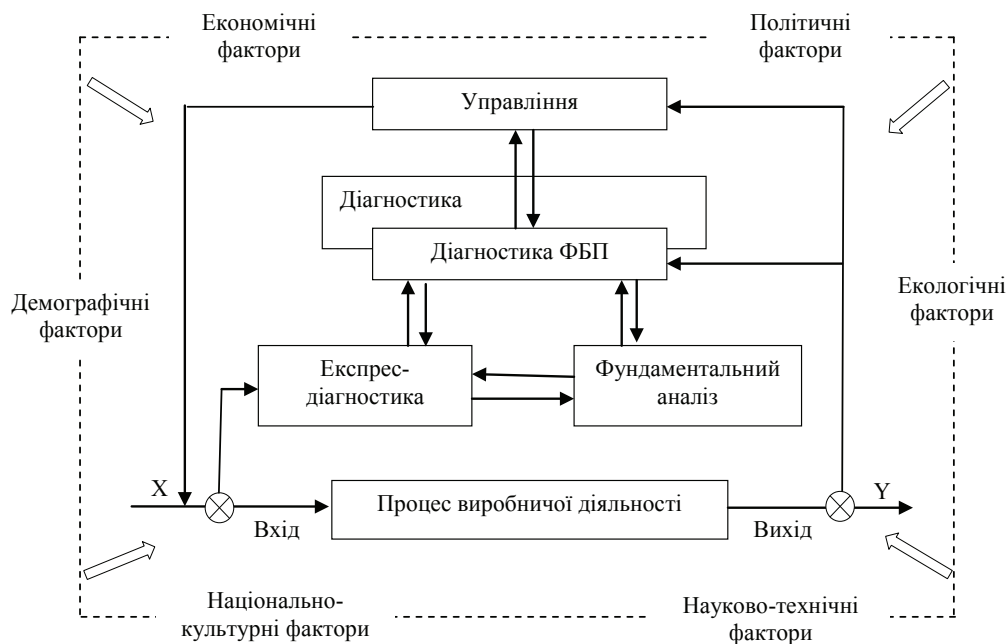 Економічні
фактори
Політичні
фактори
Управління
Діагностика
Діагностика ФБП
Демографічні
фактори
Екологічні
фактори
Експрес-
діагностика
Фундаментальний
аналіз
X
Процес виробничої діяльності
Y
Вхід
Вихід
Національно-
культурні фактори
Науково-технічні
фактори